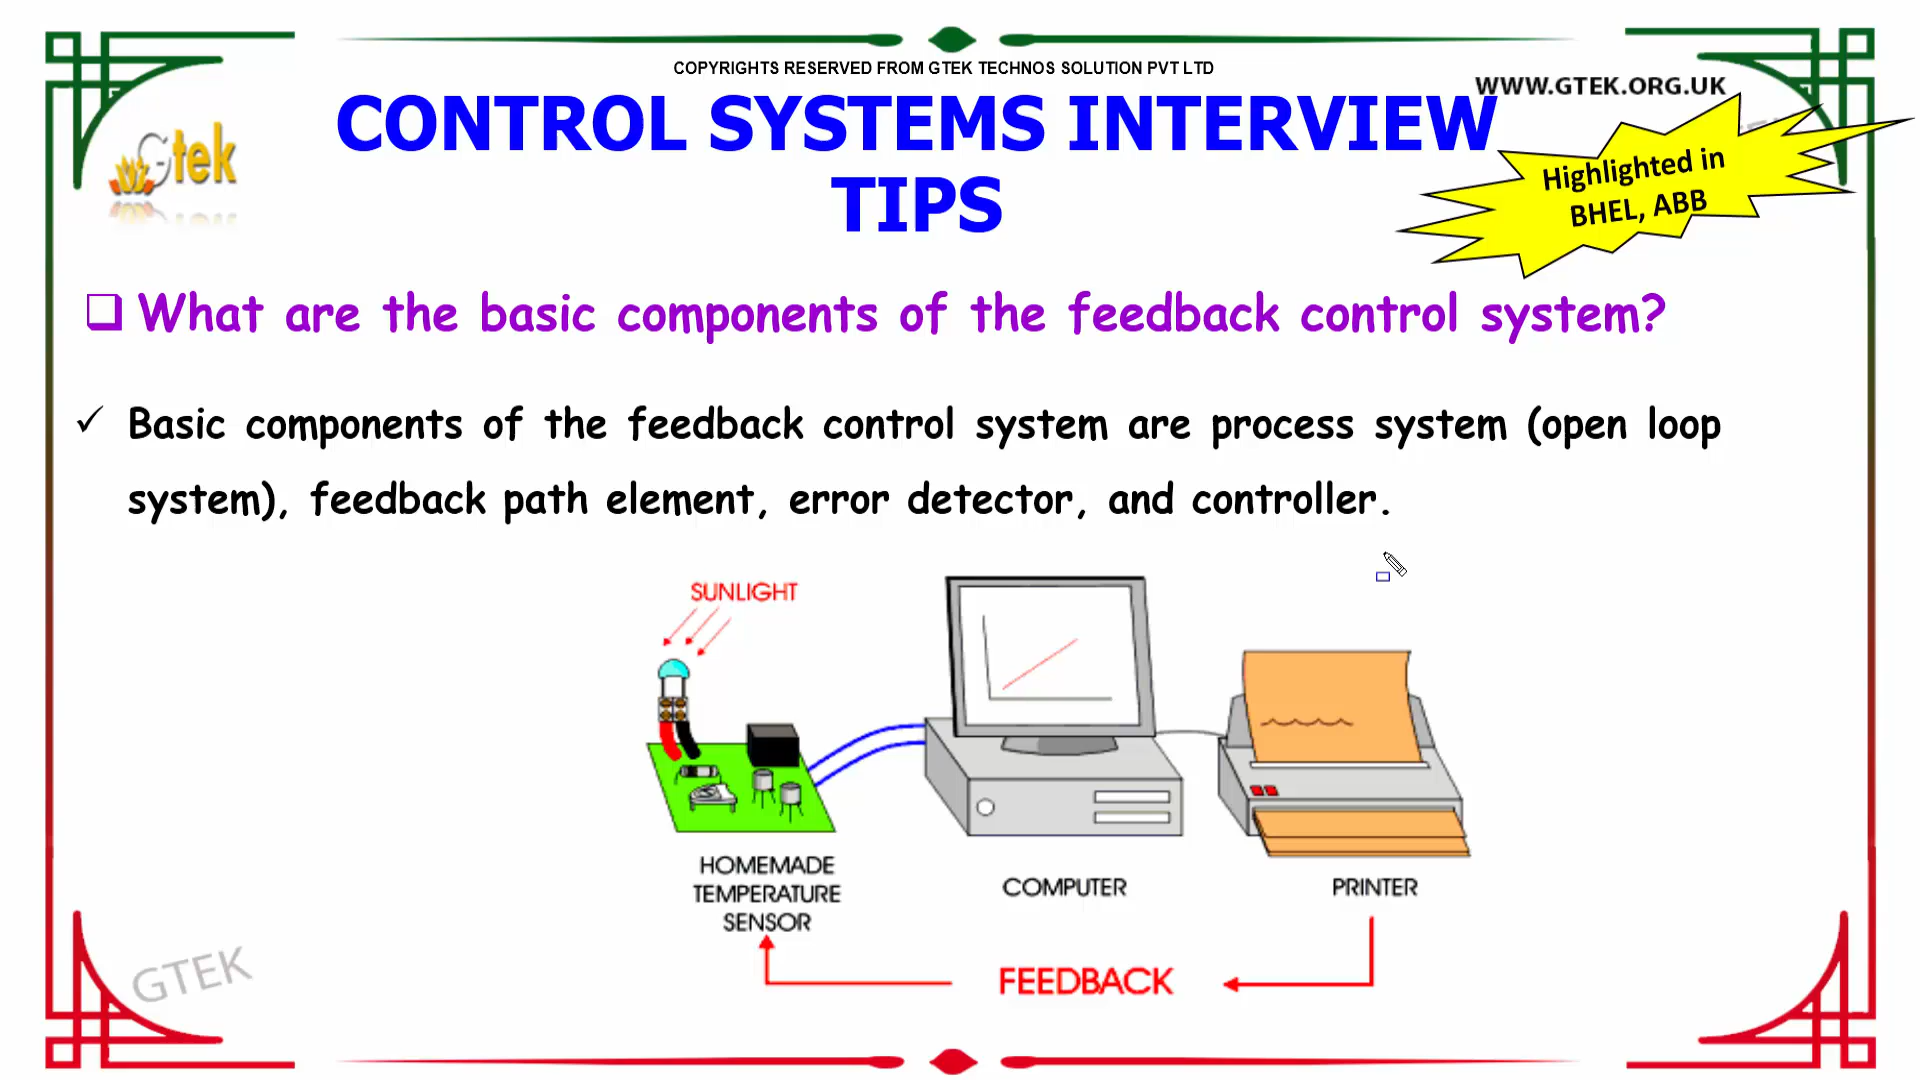 COPYRIGHTS RESERVED FROM GTEK TECHNOS SOLUTION PVT LTD
WWW.GTEK.ORG.UK
Gtek
CONTROL SYSTEMS INTERVIEW
TIPS
Highlighted in
BHEL, ABB
What are the basic components of the feedback control system?
Basic components of the feedback control system are process system (open loop
system), feedback path element, error detector, and controller.
SUNLIGHT
HOMEMADE
TEMPERATURE
SENSOR
COMPUTER
PRINTER
FEEDBACK
GTEK